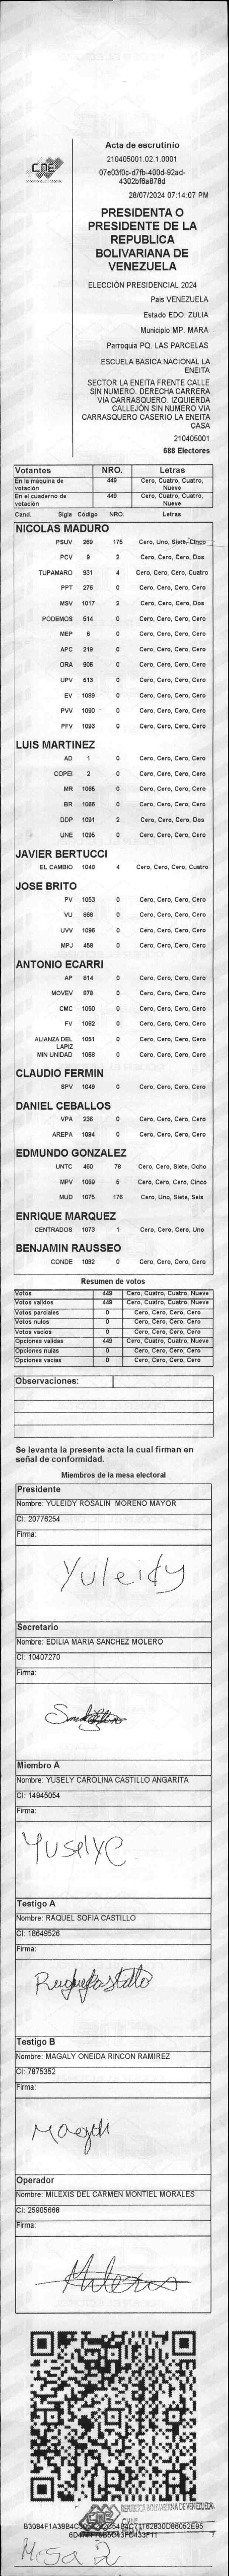 CNE
Acta de escrutinio
210405001.02.1.0001
07e03f0c-d7fb-400d-92ad-
4302bf6a878d
28/07/2024 07:14:07 PM
PRESIDENTA O
PRESIDENTE DE LA
REPUBLICA
BOLIVARIANA DE
VENEZUELA
ELECCIÓN PRESIDENCIAL 2024
Pais VENEZUELA
Estado EDO. ZULIA
Municipio MP. MARA
Parroquia PQ. LAS PARCELAS
ESCUELA BASICA NACIONAL LA
ENEITA
SECTOR LA ENEITA FRENTE CALLE
SIN NUMERO. DERECHA CARRERA
VIA CARRASQUERO. IZQUIERDA
CALLEJÓN SIN NUMERO VIA
CARRASQUERO CASERIO LA ENEITA
CASA
210405001
688 Electores
Votantes NRO. Letras
En la máquina de votación 449 Cero, Cuatro, Cuatro, Nueve
En el cuaderno de votación 449 Cero, Cuatro, Cuatro, Nueve
Cand. Sigla Código NRO. Letras
NICOLAS MADURO
PSUV 269 175 Cero, Uno, Siete, Cinco
PCV 9 2 Cero, Cero, Cero, Dos
TUPAMARO 931 4 Cero, Cero, Cero, Cuatro
PPT 276 0 Cero, Cero, Cero, Cero
MSV 1017 2 Cero, Cero, Cero, Dos
PODEMOS 514 0 Cero, Cero, Cero, Cero
MEP 6 0 Cero, Cero, Cero, Cero
APC 219 0 Cero, Cero, Cero, Cero
ORA 906 0 Cero, Cero, Cero, Cero
UPV 513 0 Cero, Cero, Cero, Cero
EV 1089 0 Cero, Cero, Cero, Cero
PVV 1090 0 Cero, Cero, Cero, Cero
PFV 1093 0 Cero, Cero, Cero, Cero
LUIS MARTINEZ
AD 1 0 Cero, Cero, Cero, Cero
COPEI 2 0 Cero, Cero, Cero, Cero
MR 1065 0 Cero, Cero, Cero, Cero
BR 1066 0 Cero, Cero, Cero, Cero
DDP 1091 2 Cero, Cero, Cero, Dos
UNE 1095 0 Cero, Cero, Cero, Cero
JAVIER BERTUCCI
EL CAMBIO 1046 4 Cero, Cero, Cero, Cuatro
JOSE BRITO
PV 1053 0 Cero, Cero, Cero, Cero
VU 868 0 Cero, Cero, Cero, Cero
UVV 1096 0 Cero, Cero, Cero, Cero
MPJ 458 0 Cero, Cero, Cero, Cero
ANTONIO ECARRI
AP 814 0 Cero, Cero, Cero, Cero
MOVEV 879 0 Cero, Cero, Cero, Cero
CMC 1050 0 Cero, Cero, Cero, Cero
FV 1062 0 Cero, Cero, Cero, Cero
ALIANZA DEL LAPIZ 1061 0 Cero, Cero, Cero, Cero
MIN UNIDAD 1068 0 Cero, Cero, Cero, Cero
CLAUDIO FERMIN
SPV 1049 0 Cero, Cero, Cero, Cero
DANIEL CEBALLOS
VPA 236 0 Cero, Cero, Cero, Cero
AREPA 1094 0 Cero, Cero, Cero, Cero
EDMUNDO GONZALEZ
UNTC 460 78 Cero, Cero, Siete, Ocho
MPV 1069 5 Cero, Cero, Cero, Cinco
MUD 1075 176 Cero, Uno, Siete, Seis
ENRIQUE MARQUEZ
CENTRADOS 1073 1 Cero, Cero, Cero, Uno
BENJAMIN RAUSSEO
CONDE 1092 0 Cero, Cero, Cero, Cero
Resumen de votos
Votos 449 Cero, Cuatro, Cuatro, Nueve
Votos validos 449 Cero, Cuatro, Cuatro, Nueve
Votos parciales 0 Cero, Cero, Cero, Cero
Votos nulos 0 Cero, Cero, Cero, Cero
Votos vacios 0 Cero, Cero, Cero, Cero
Opciones validas 449 Cero, Cuatro, Cuatro, Nueve
Opciones nulas 0 Cero, Cero, Cero, Cero
Opciones vacias 0 Cero, Cero, Cero, Cero
Observaciones:
Se levanta la presente acta la cual firman en
señal de conformidad.
Miembros de la mesa electoral
Presidente
Nombre: YULEIDY ROSALIN MORENO MAYOR
CI: 20776254
Firma:
Yuleidy
Secretario
Nombre: EDILIA MARIA SANCHEZ MOLERO
CI: 10407270
Firma:
Miembro A
Nombre: YUSELY CAROLINA CASTILLO ANGARITA
CI: 14945054
Firma:
YuselyC
Testigo A
Nombre: RAQUEL SOFIA CASTILLO
CI: 18649526
Firma:
Testigo B
Nombre: MAGALY ONEIDA RINCON RAMIREZ
CI: 7875352
Firma:
Operador
Nombre: MILEXIS DEL CARMEN MONTIEL MORALES
CI: 25905668
Firma:
REPÚBLICA BOLIVARIANA DE VENEZUELA
Mesa 2